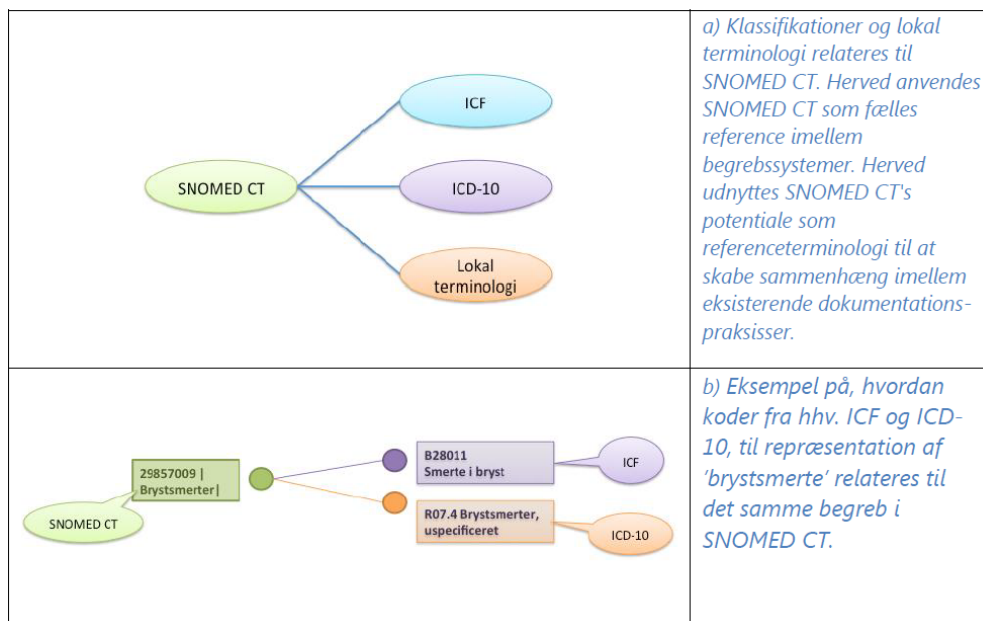 ICF
SNOMED CT
ICD-10
Lokal
terminologi
a) Klassifikationer og lokal
terminologi relateres til
SNOMED CT. Herved anvendes
SNOMED CT som fælles
reference imellem
begrebssystemer. Herved
udnyttes SNOMED CT's
potentiale som
referenceterminologi til at
skabe sammenhæng imellem
eksisterende dokumentations-
praksisser.
29857009 |
Brystsmerter|
SNOMED CT
B28011
Smerte i bryst
ICF
R07.4 Brystsmerter,
uspecificeret
ICD-10
b) Eksempel på, hvordan
koder fra hhv. ICF og ICD-
10, til repræsentation af
‘brystsmerte’ relateres til
det samme begreb i
SNOMED CT.